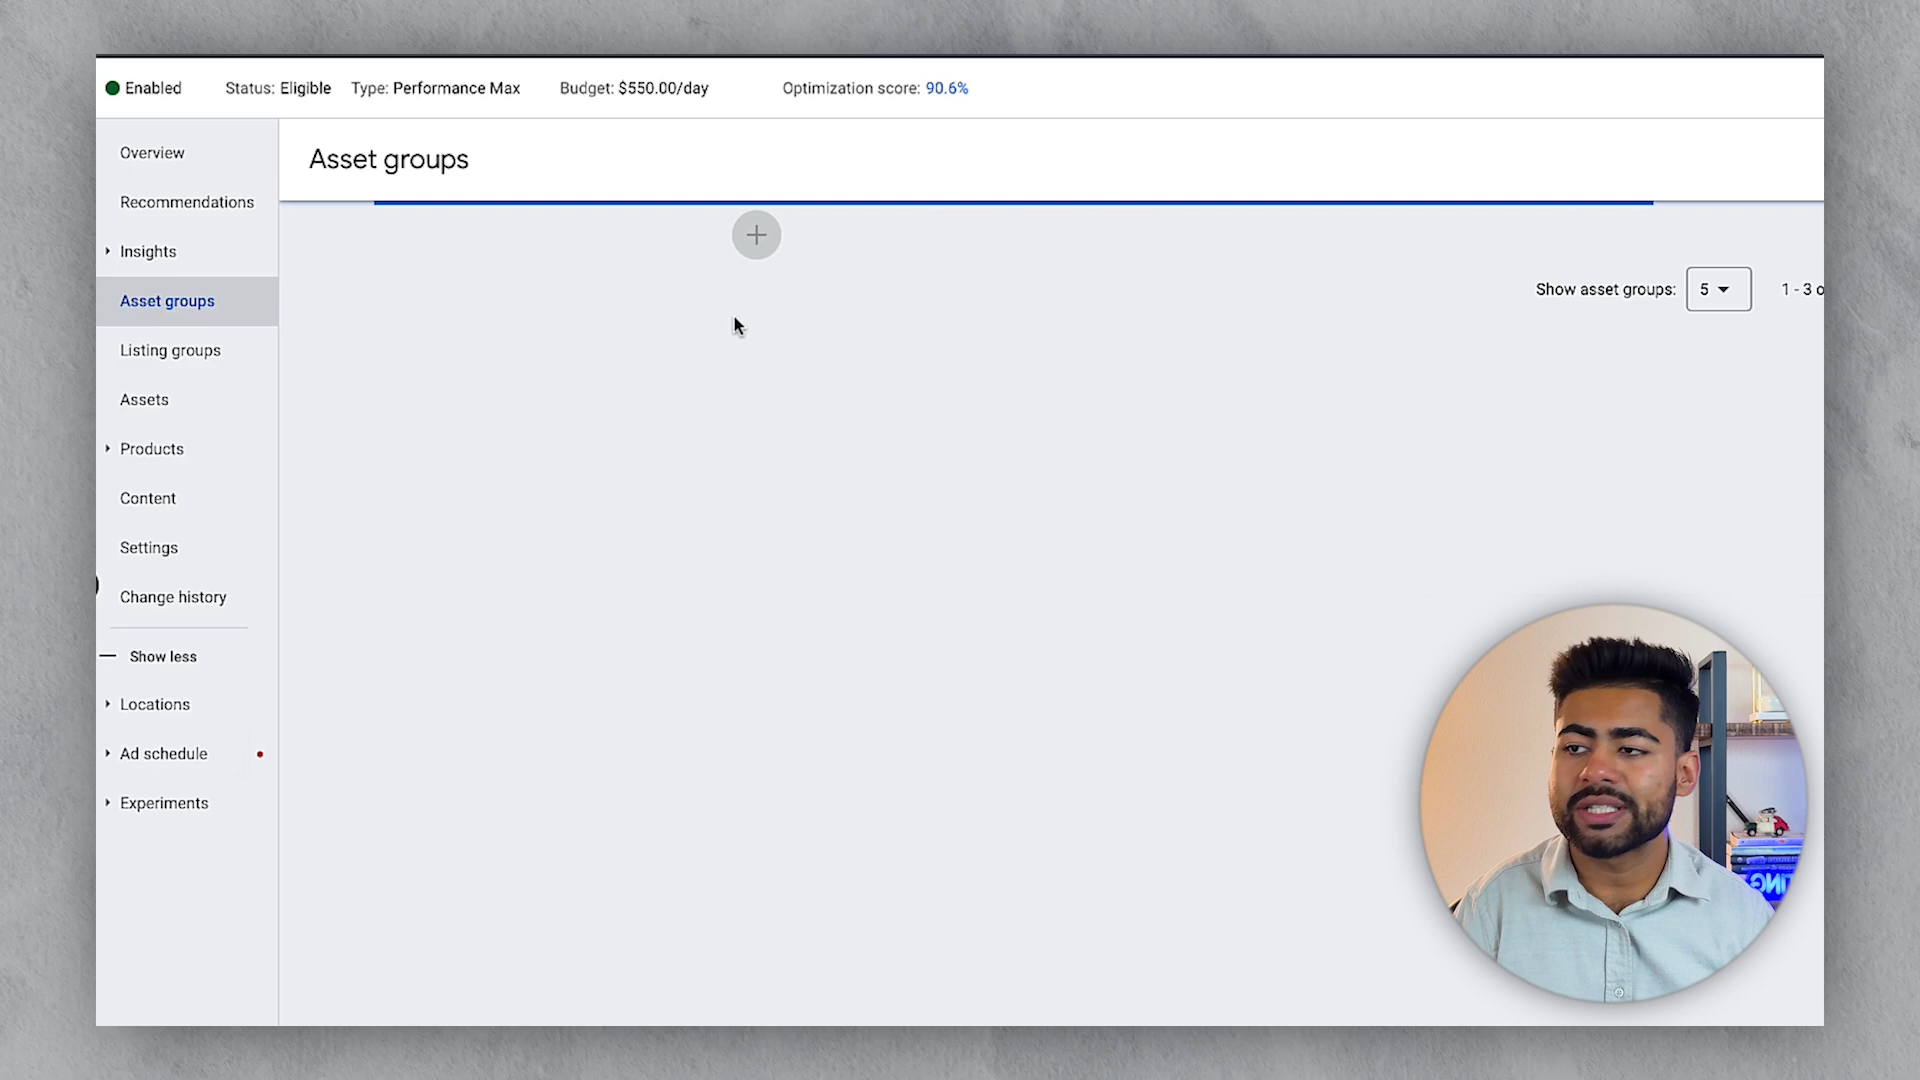 Enabled Status: Eligible Type: Performance Max Budget: $550.00/day Optimization score: 90.6%
Asset groups
Overview
Recommendations
Insights
Asset groups
Listing groups
Assets
Products
Content
Settings
Change history
Show less
Locations
Ad schedule
Experiments
Show asset groups: 5 1 - 3 o